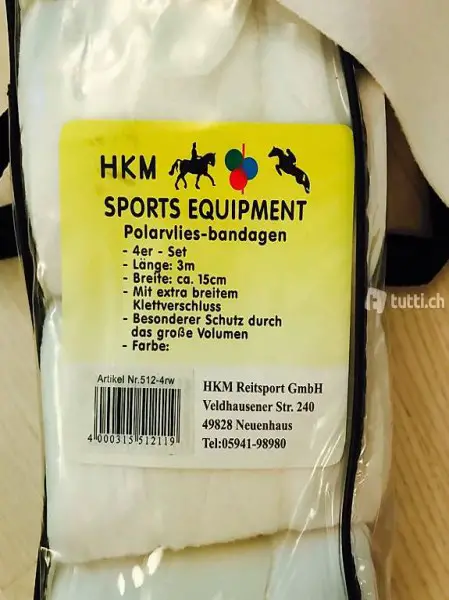 HKM
SPORTS EQUIPMENT
Polarvlies-bandagen
- 4er - Set
- Länge: 3m
- Breite: ca. 15cm
- Mit extra breitem
Klettverschluss
- Besonderer Schutz durch
das große Volumen
- Farbe:
Artikel Nr.512-4rw
4 000315 512119
HKM Reitsport GmbH
Veldhausener Str. 240
49828 Neuenhaus
Tel:05941-98980
tutti.ch